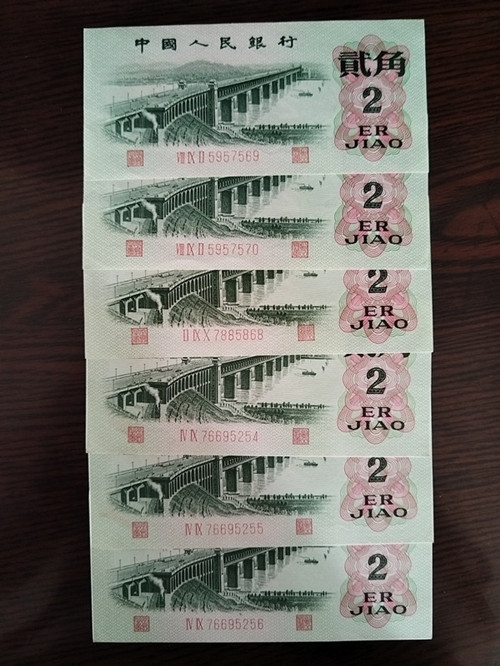 中國人民銀行
貳角
2
ER
JIAO
VIII IX II 5957569
2
ER
JIAO
VIII IX II 5957570
2
ER
JIAO
II IX X 7885868
2
ER
JIAO
IV IX 76695254
2
ER
JIAO
IV IX 76695255
2
ER
JIAO
IV IX 76695256